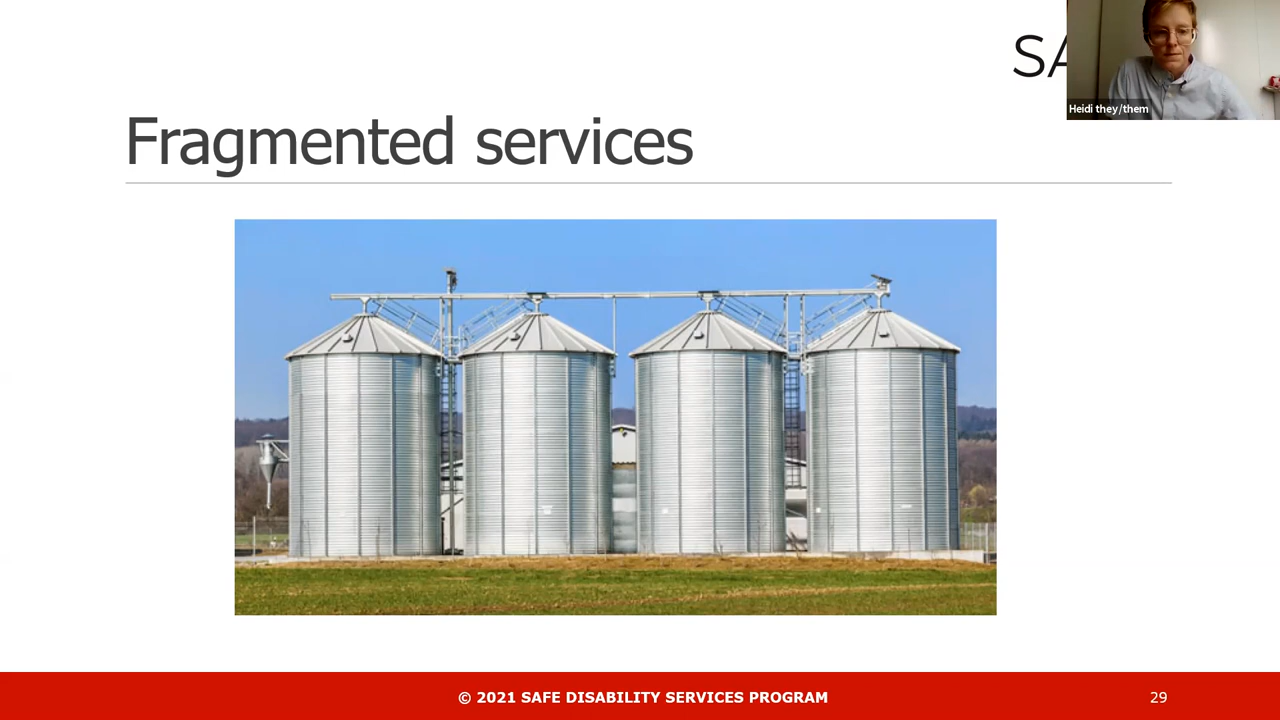 SA
Heidi they/them
Fragmented services
© 2021 SAFE DISABILITY SERVICES PROGRAM
29